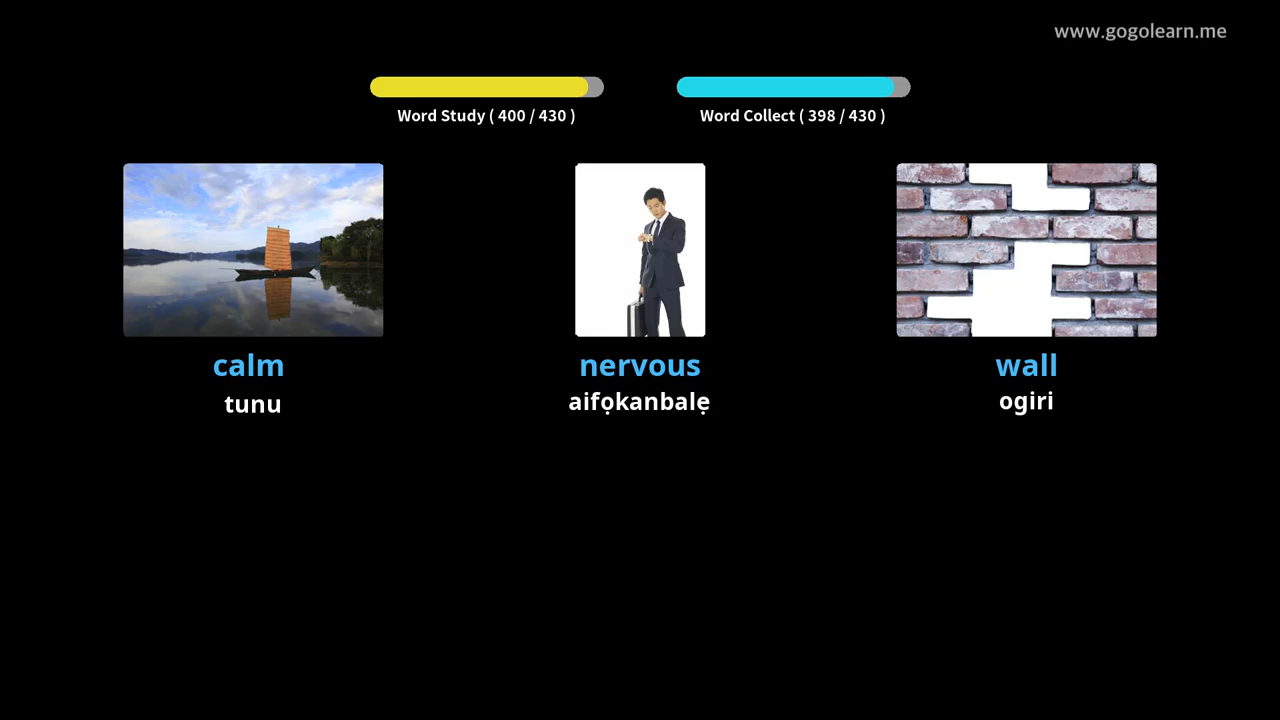 www.gogolearn.me
Word Study ( 400 / 430 )
Word Collect ( 398 / 430 )
calm
nervous
wall
tunu
aifọkanbalẹ
ogiri